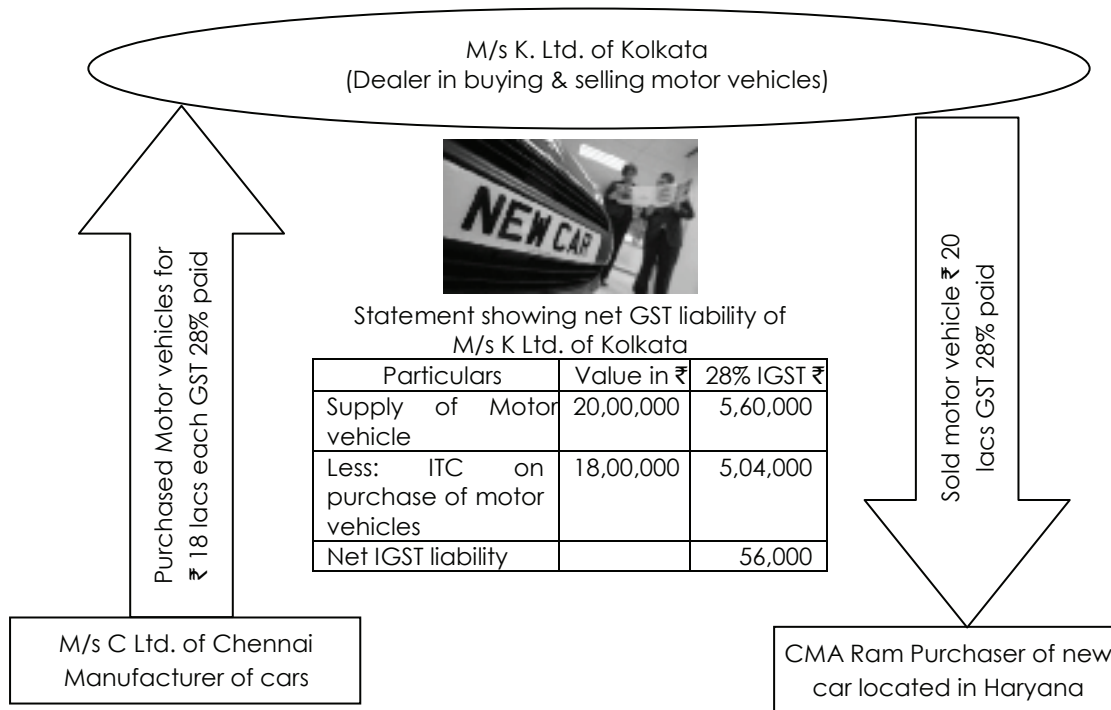 M/s K. Ltd. of Kolkata
(Dealer in buying & selling motor vehicles)
Purchased Motor vehicles for
₹ 18 lacs each GST 28% paid
NEW CAR
Statement showing net GST liability of
M/s K Ltd. of Kolkata
Particulars Value in ₹ 28% IGST ₹
Supply of Motor 20,00,000 5,60,000
vehicle
Less: ITC on 18,00,000 5,04,000
purchase of motor
vehicles
Net IGST liability 56,000
Sold motor vehicle ₹ 20
lacs GST 28% paid
M/s C Ltd. of Chennai
Manufacturer of cars
CMA Ram Purchaser of new
car located in Haryana